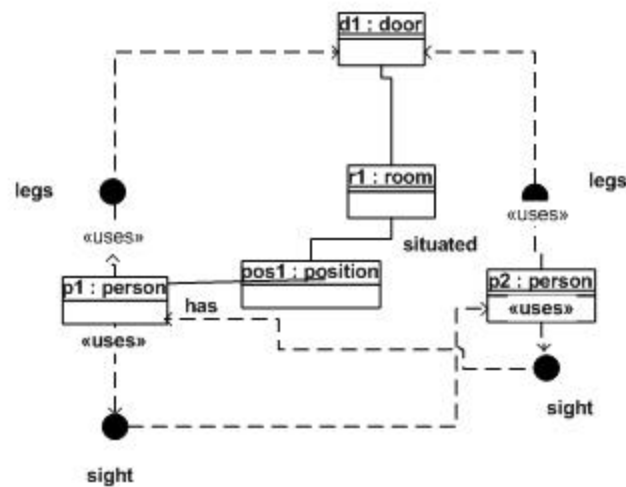 d1 : door
r1 : room
legs
legs
«uses»
«uses»
situated
pos1 : position
p1 : person
p2 : person
has
«uses»
«uses»
sight
sight